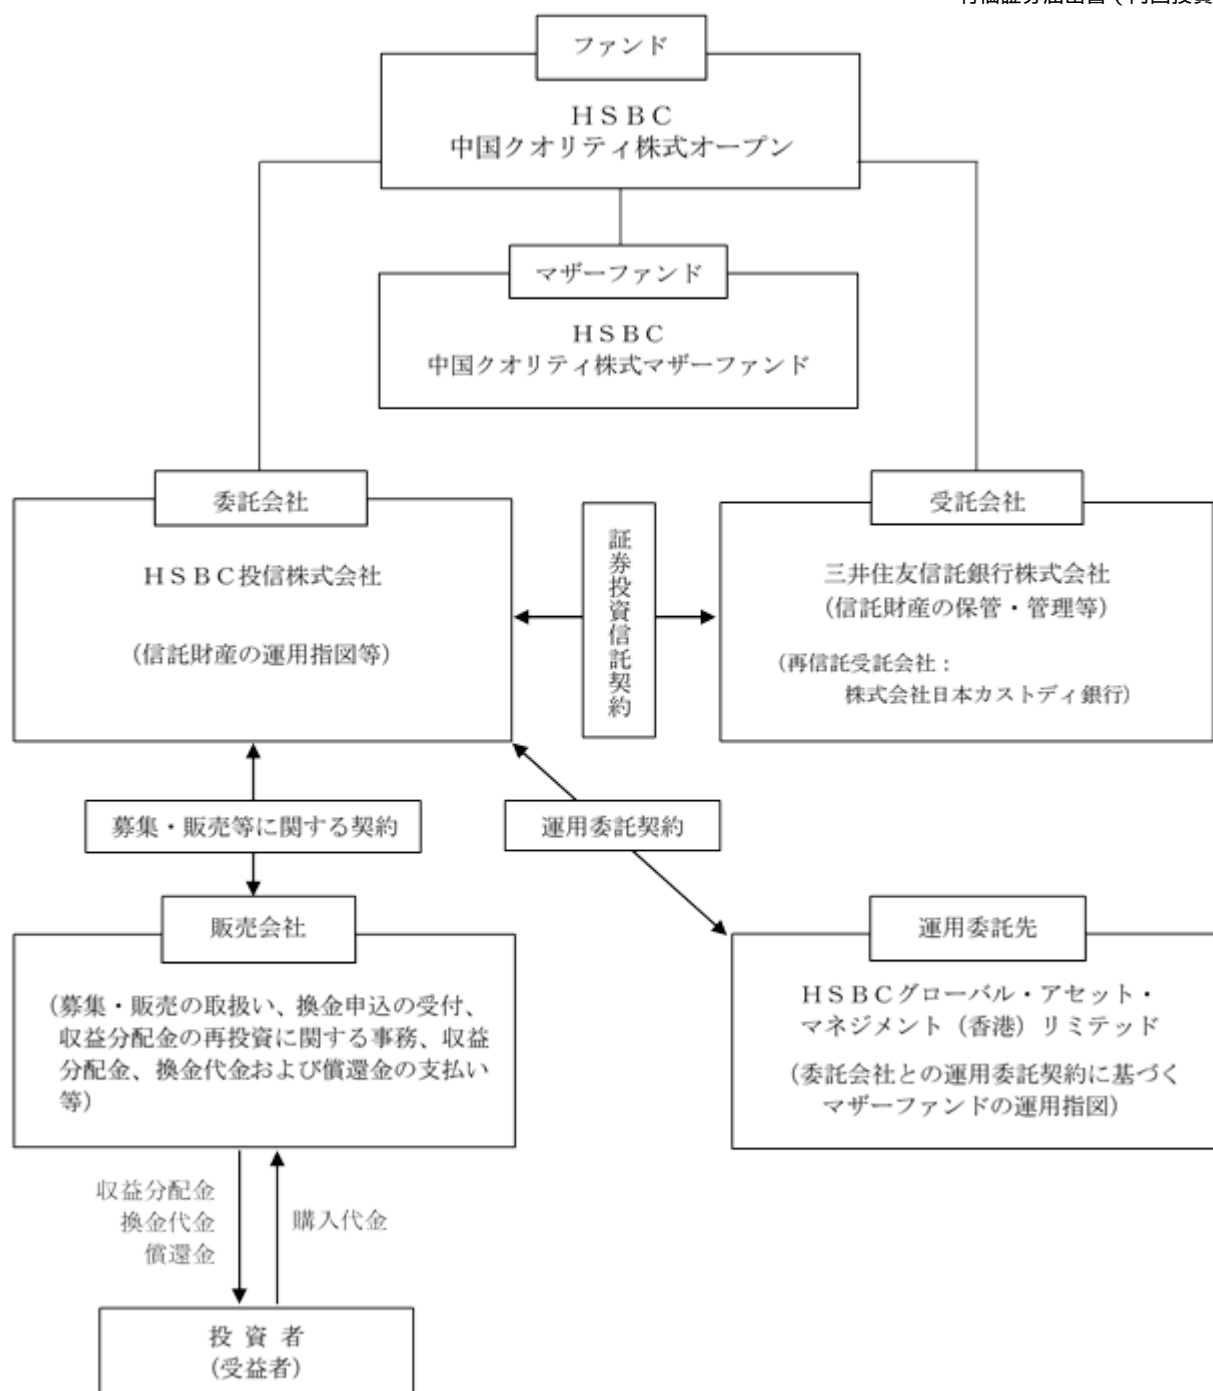 ファンド
ＨＳＢＣ
中国クオリティ株式オープン
マザーファンド
ＨＳＢＣ
中国クオリティ株式マザーファンド
委託会社
ＨＳＢＣ投信株式会社
（信託財産の運用指図等）
証券投資信託契約
受託会社
三井住友信託銀行株式会社
（信託財産の保管・管理等）
（再信託受託会社：
株式会社日本カストディ銀行）
募集・販売等に関する契約
運用委託契約
販売会社
（募集・販売の取扱い、換金申込の受付、
収益分配金の再投資に関する事務、収益
分配金、換金代金および償還金の支払い
等）
運用委託先
ＨＳＢＣグローバル・アセット・
マネジメント（香港）リミテッド
（委託会社との運用委託契約に基づく
マザーファンドの運用指図）
収益分配金
換金代金
償還金
購入代金
投 資 者
（受益者）